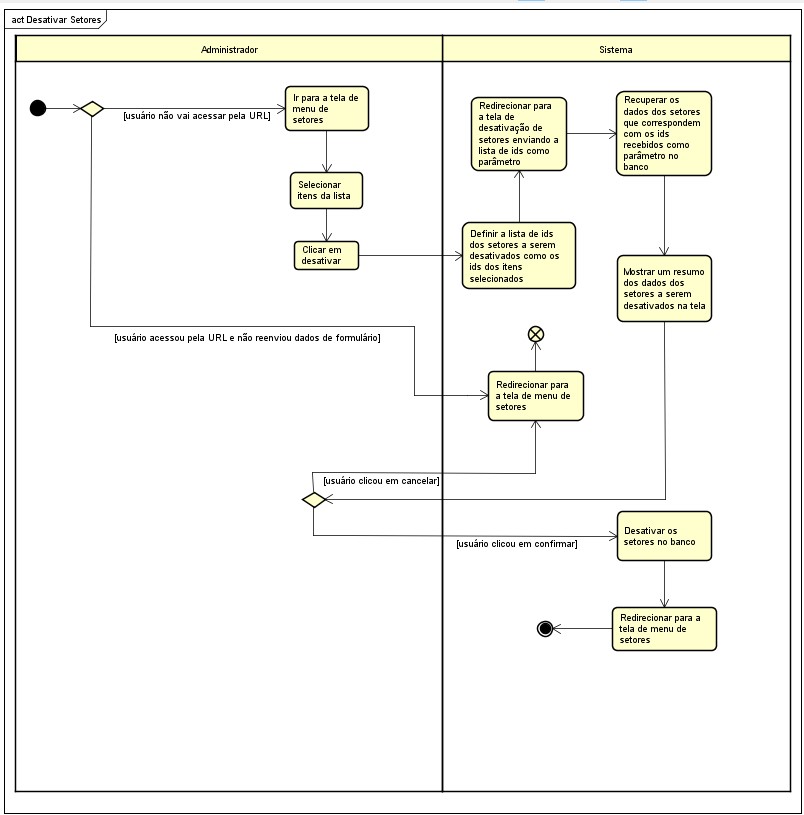 act Desativar Setores
Administrador
Sistema
[usuário não vai acessar pela URL]
Ir para a tela de
menu de
setores
Selecionar
itens da lista
Clicar em
desativar
Redirecionar para
a tela de
desativação de
setores enviando a
lista de ids como
parâmetro
Recuperar os
dados dos setores
que correspondem
com os ids
recebidos como
parâmetro no
banco
Definir a lista de ids
dos setores a serem
desativados como os
ids dos itens
selecionados
Mostrar um resumo
dos dados dos
setores a serem
desativados na tela
[usuário acessou pela URL e não reenviou dados de formulário]
Redirecionar para
a tela de menu de
setores
[usuário clicou em cancelar]
[usuário clicou em confirmar]
Desativar os
setores no banco
Redirecionar para a
tela de menu de
setores